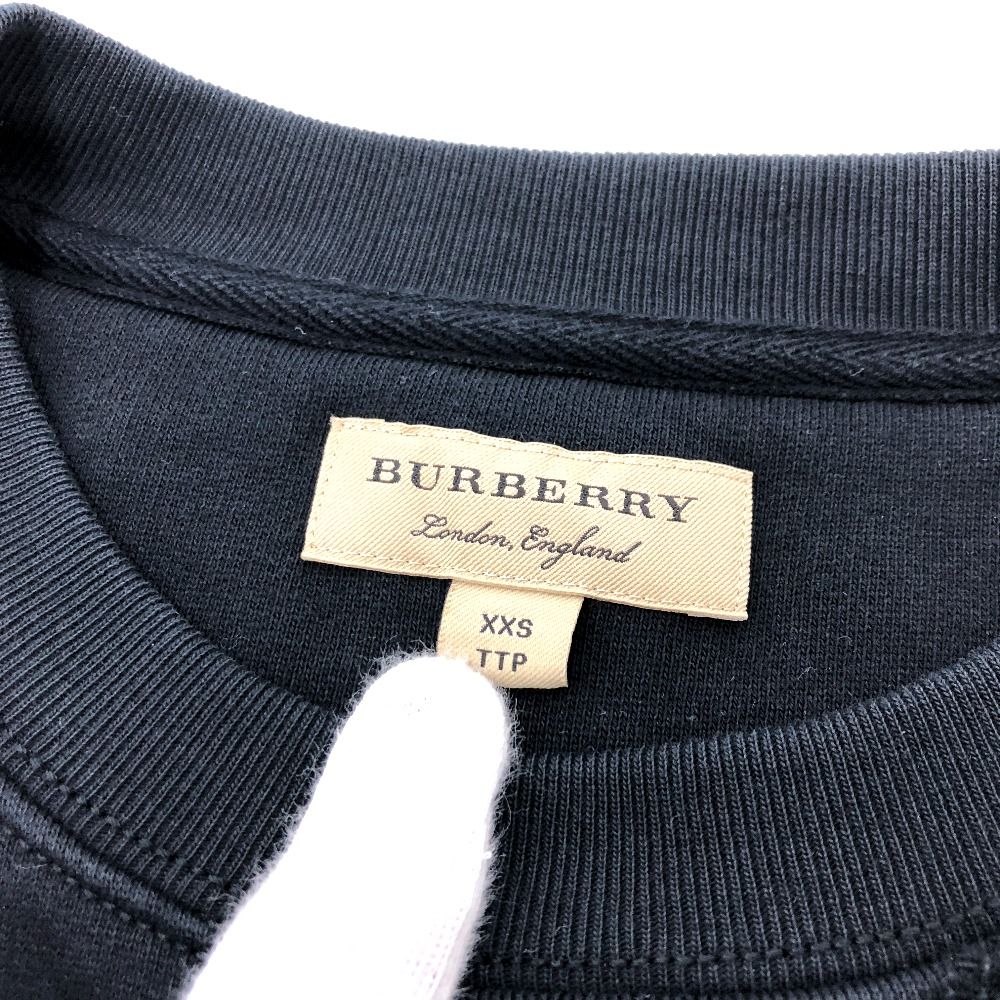 BURBERRY
London, England
XXS
TTP